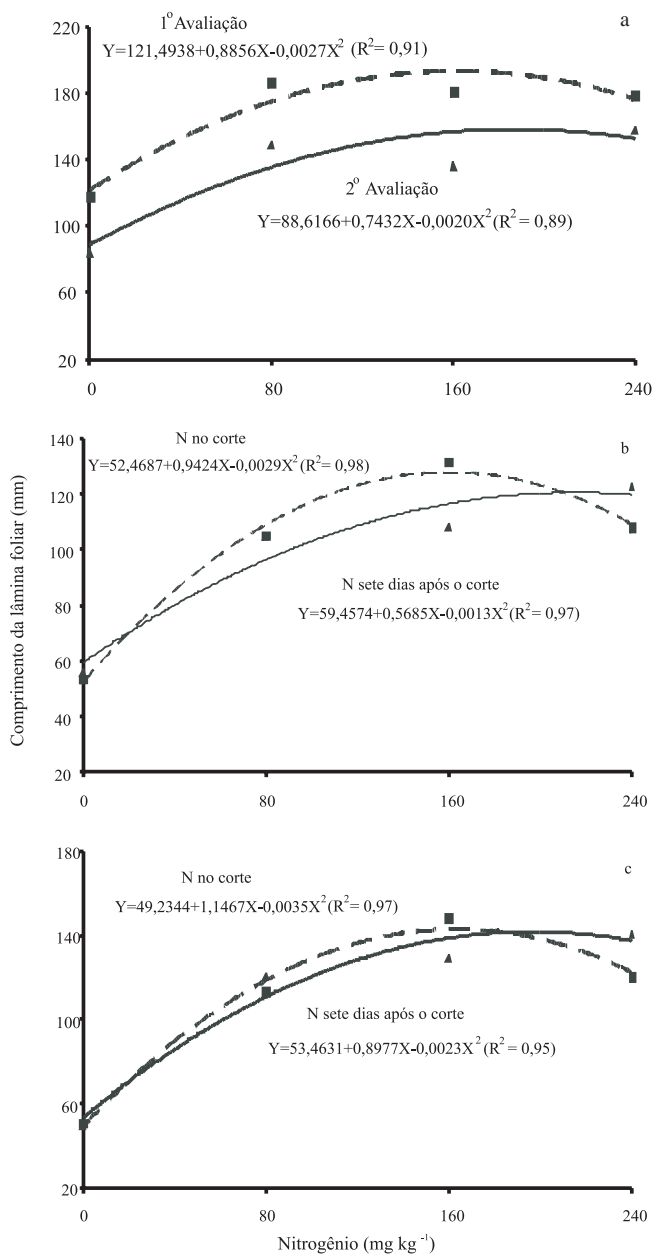 a
1º Avaliação
Y=121,4938+0,8856X-0,0027X² (R²= 0,91)
220
180
140
100
60
20
2º Avaliação
Y=88,6166+0,7432X-0,0020X² (R²= 0,89)
0 80 160 240
b
N no corte
Y=52,4687+0,9424X-0,0029X² (R²= 0,98)
140
120
100
80
60
40
20
N sete dias após o corte
Y=59,4574+0,5685X-0,0013X² (R²= 0,97)
0 80 160 240
Comprimento da lâmina foliar (mm)
c
N no corte
Y=49,2344+1,1467X-0,0035X² (R²= 0,97)
180
140
100
60
20
N sete dias após o corte
Y=53,4631+0,8977X-0,0023X² (R²= 0,95)
0 80 160 240
Nitrogênio (mg kg⁻¹)